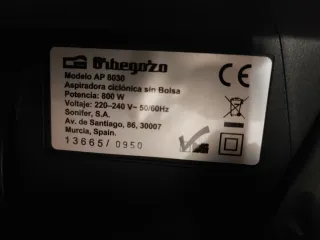 Orbegozo
Modelo AP 8030
Aspiradora ciclónica sin Bolsa
Potencia: 800 W
Voltaje: 220-240 V~ 50/60Hz
Sonifer, S.A.
Av. de Santiago, 86, 30007
Murcia, Spain.
13665/0950
CE